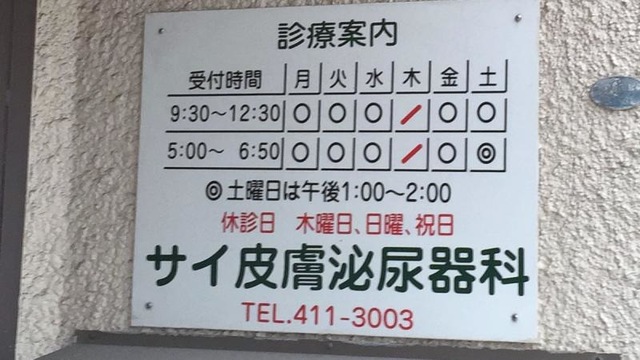 診療案内
受付時間 月 火 水 木 金 土
9:30〜12:30 ○ ○ ○ / ○ ○
5:00〜 6:50 ○ ○ ○ / ○ ◎
◎土曜日は午後1:00〜2:00
休診日 木曜日、日曜、祝日
サイ皮膚泌尿器科
TEL.411-3003